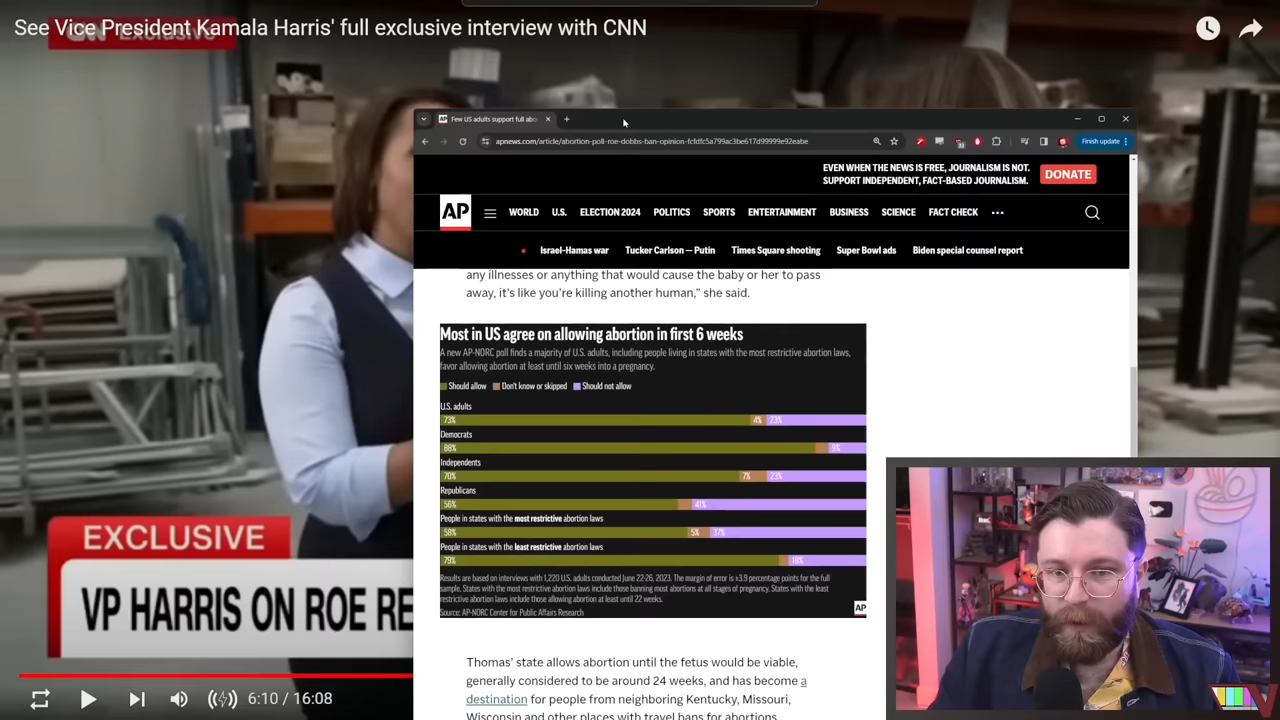 See Vice President Kamala Harris' full exclusive interview with CNN
Few US adults support full abo
apnews.com/article/abortion-poll-roe-dobbs-ban-opinion-fcfdfc5a799ac3be617d99999e92eabe
Finish update
EVEN WHEN THE NEWS IS FREE, JOURNALISM IS NOT.
SUPPORT INDEPENDENT, FACT-BASED JOURNALISM.
DONATE
AP
WORLD U.S. ELECTION 2024 POLITICS SPORTS ENTERTAINMENT BUSINESS SCIENCE FACT CHECK
Israel-Hamas war Tucker Carlson — Putin Times Square shooting Super Bowl ads Biden special counsel report
any illnesses or anything that would cause the baby or her to pass
away, it's like you're killing another human," she said.
Most in US agree on allowing abortion in first 6 weeks
A new AP-NORC poll finds a majority of U.S. adults, including people living in states with the most restrictive abortion laws,
favor allowing abortion at least until six weeks into a pregnancy.
Should allow Don't know or skipped Should not allow
U.S. adults
73% 4% 23%
Democrats
88% 9%
Independents
70% 7% 23%
Republicans
56% 41%
People in states with the most restrictive abortion laws
58% 5% 37%
People in states with the least restrictive abortion laws
79% 18%
Results are based on interviews with 1,220 U.S. adults conducted June 22-26, 2023. The margin of error is ±3.9 percentage points for the full
sample. States with the most restrictive abortion laws include those banning most abortions at all stages of pregnancy. States with the least
restrictive abortion laws include those allowing abortion at least until 22 weeks.
Source: AP-NORC Center for Public Affairs Research
AP
Thomas' state allows abortion until the fetus would be viable,
generally considered to be around 24 weeks, and has become a
destination for people from neighboring Kentucky, Missouri,
Wisconsin and other places with travel bans for abortions.
EXCLUSIVE
VP HARRIS ON ROE RE
6:10 / 16:08